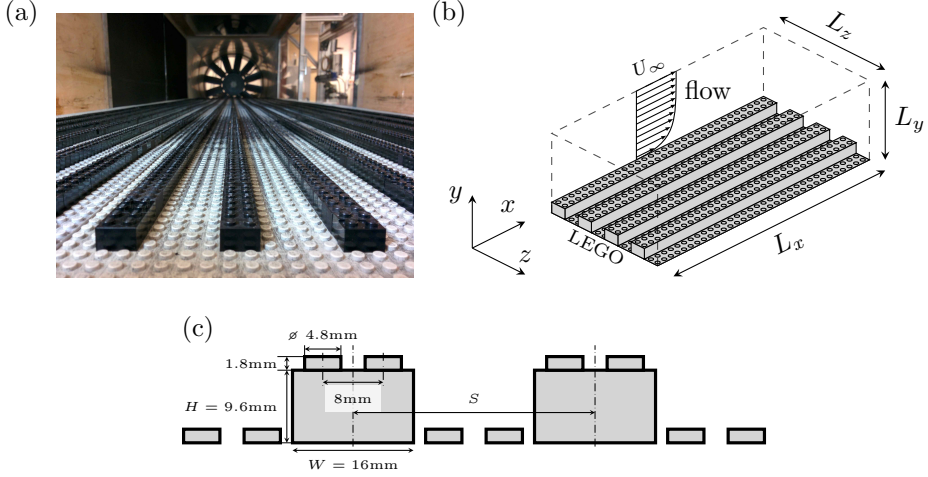 (a)
(b)
U∞
flow
L_z
L_y
y
x
z
LEGO
L_x
(c)
⌀ 4.8mm
1.8mm
8mm
H = 9.6mm
S
W = 16mm